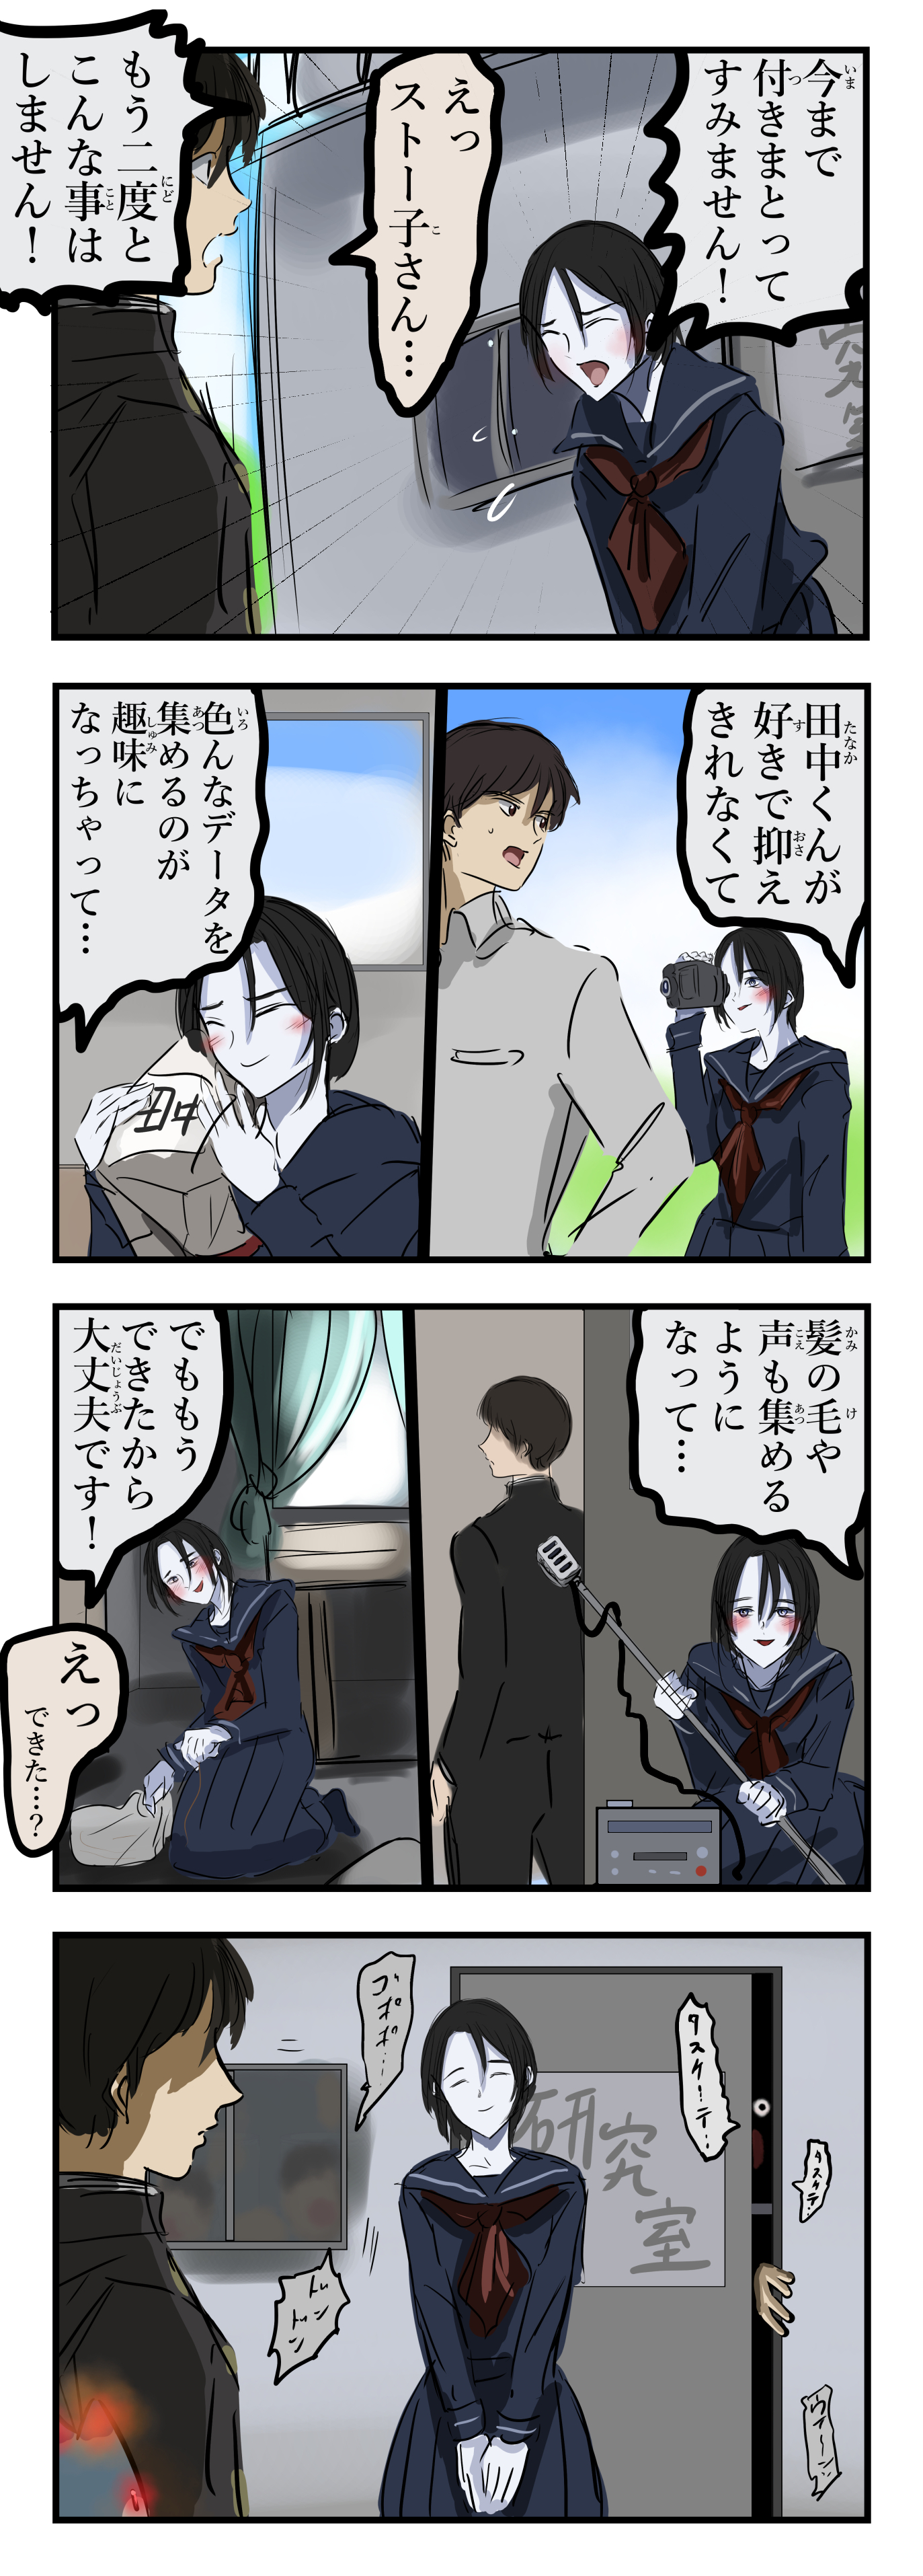 今まで
付きまとって
すみません！
えっ
ストー子さん…
もう二度と
こんな事は
しません！
田中くんが
好きで抑え
きれなくて
色んなデータを
集めるのが
趣味に
なっちゃって…
髪の毛や
声も集める
ように
なって…
でももう
できたから
大丈夫です！
えっ
できた…？
タスケーテ…
タスケテ…
ゴポポ…
研究室
ウィーン